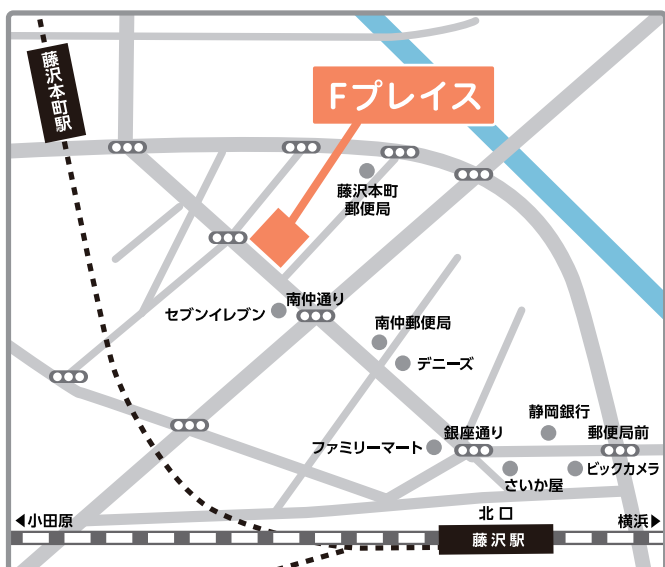 藤沢本町駅
Fプレイス
藤沢本町
郵便局
セブンイレブン
南仲通り
南仲郵便局
デニーズ
静岡銀行
ファミリーマート
銀座通り
郵便局前
ビックカメラ
さいか屋
北口
小田原
横浜
藤沢駅